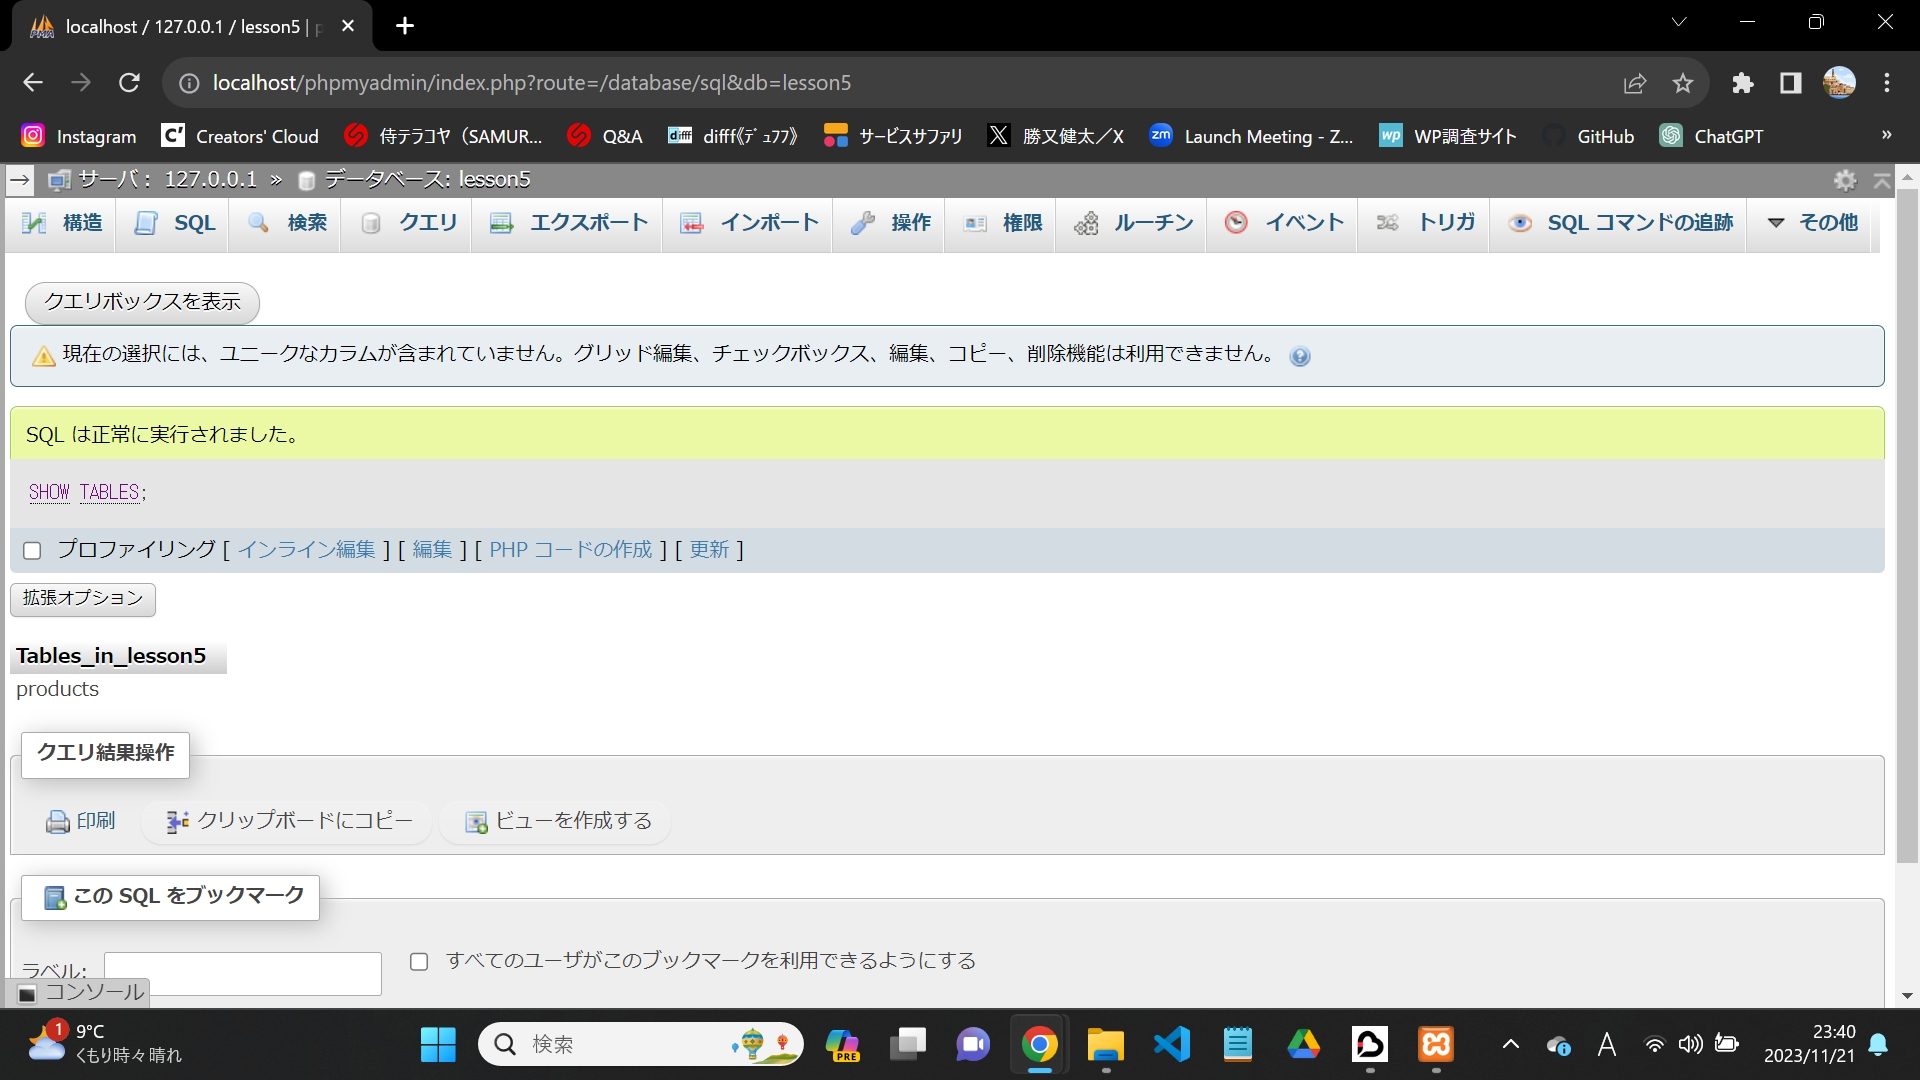 localhost / 127.0.0.1 / lesson5 |
localhost/phpmyadmin/index.php?route=/database/sql&db=lesson5
Instagram Creators' Cloud 侍テラコヤ（SAMUR... Q&A difff《ﾃﾞｭﾌﾌ》 サービスサファリ 勝又健太／X Launch Meeting - Z... WP調査サイト GitHub ChatGPT »
サーバ: 127.0.0.1 » データベース: lesson5
構造 SQL 検索 クエリ エクスポート インポート 操作 権限 ルーチン イベント トリガ SQL コマンドの追跡 その他
クエリボックスを表示
現在の選択には、ユニークなカラムが含まれていません。グリッド編集、チェックボックス、編集、コピー、削除機能は利用できません。
SQL は正常に実行されました。
SHOW TABLES;
プロファイリング [ インライン編集 ] [ 編集 ] [ PHP コードの作成 ] [ 更新 ]
拡張オプション
Tables_in_lesson5
products
クエリ結果操作
印刷 クリップボードにコピー ビューを作成する
この SQL をブックマーク
ラベル: すべてのユーザがこのブックマークを利用できるようにする
コンソール
1 9°C
くもり時々晴れ
検索
PRE
A
23:40
2023/11/21